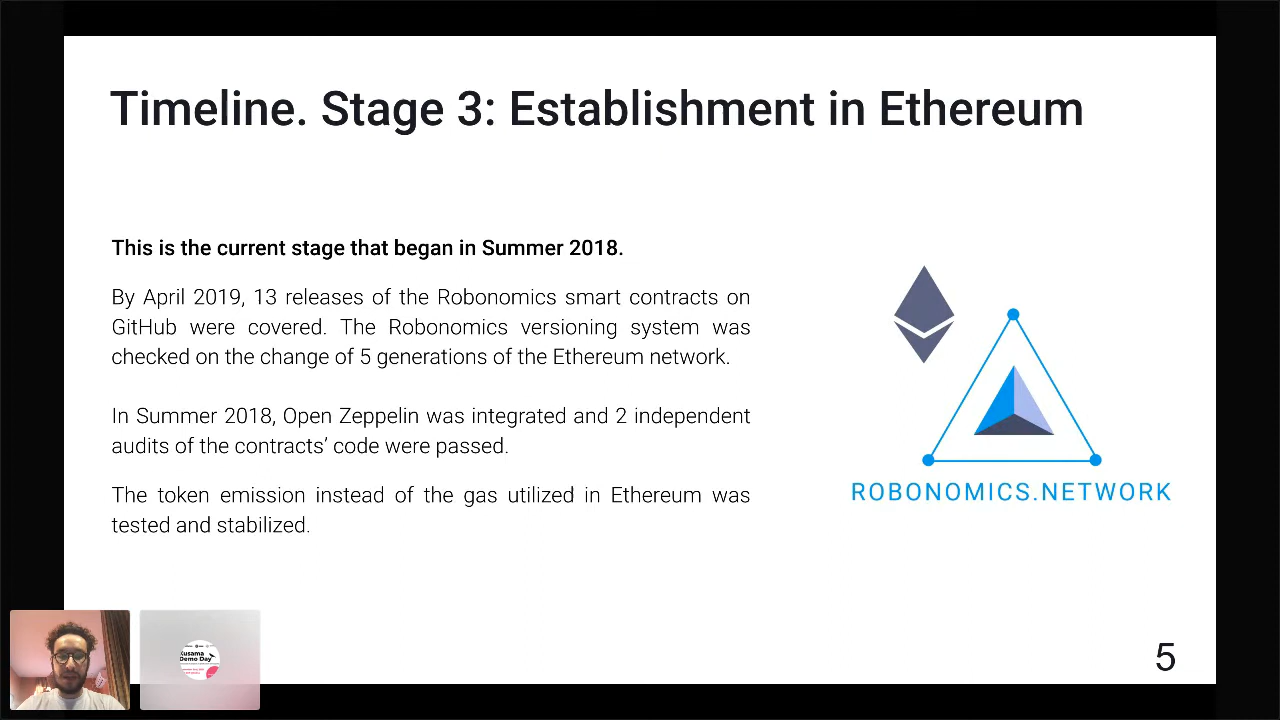 Timeline. Stage 3: Establishment in Ethereum
This is the current stage that began in Summer 2018.
By April 2019, 13 releases of the Robonomics smart contracts on
GitHub were covered. The Robonomics versioning system was
checked on the change of 5 generations of the Ethereum network.
In Summer 2018, Open Zeppelin was integrated and 2 independent
audits of the contracts’ code were passed.
The token emission instead of the gas utilized in Ethereum was
tested and stabilized.
ROBONOMICS.NETWORK
Kusama
Demo Day
5